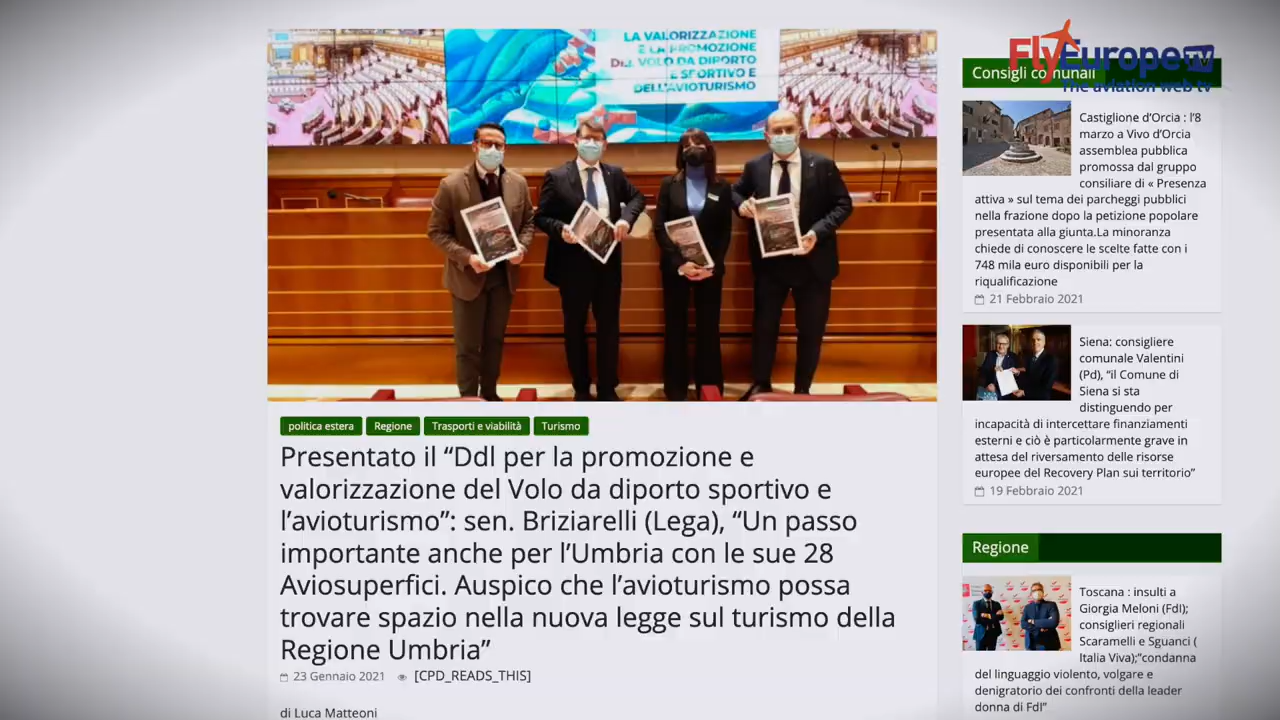 LA VALORIZZAZIONE
E LA PROMOZIONE
DEL VOLO DA DIPORTO
E SPORTIVO E
DELL'AVIOTURISMO
politica estera
Regione
Trasporti e viabilità
Turismo
Presentato il “Ddl per la promozione e
valorizzazione del Volo da diporto sportivo e
l’avioturismo”: sen. Briziarelli (Lega), “Un passo
importante anche per l’Umbria con le sue 28
Aviosuperfici. Auspico che l’avioturismo possa
trovare spazio nella nuova legge sul turismo della
Regione Umbria”
23 Gennaio 2021 [CPD_READS_THIS]
di Luca Matteoni
FlyEurope TV
The aviation web tv
Consigli comunali
Castiglione d’Orcia : l’8
marzo a Vivo d’Orcia
assemblea pubblica
promossa dal gruppo
consiliare di « Presenza
attiva » sul tema dei parcheggi pubblici
nella frazione dopo la petizione popolare
presentata alla giunta.La minoranza
chiede di conoscere le scelte fatte con i
748 mila euro disponibili per la
riqualificazione
21 Febbraio 2021
Siena: consigliere
comunale Valentini
(Pd), “il Comune di
Siena si sta
distinguendo per
incapacità di intercettare finanziamenti
esterni e ciò è particolarmente grave in
attesa del riversamento delle risorse
europee del Recovery Plan sui territorio”
19 Febbraio 2021
Regione
Toscana : insulti a
Giorgia Meloni (FdI);
consiglieri regionali
Scaramelli e Sguanci (
Italia Viva);“condanna
del linguaggio violento, volgare e
denigratorio dei confronti della leader
donna di FdI”